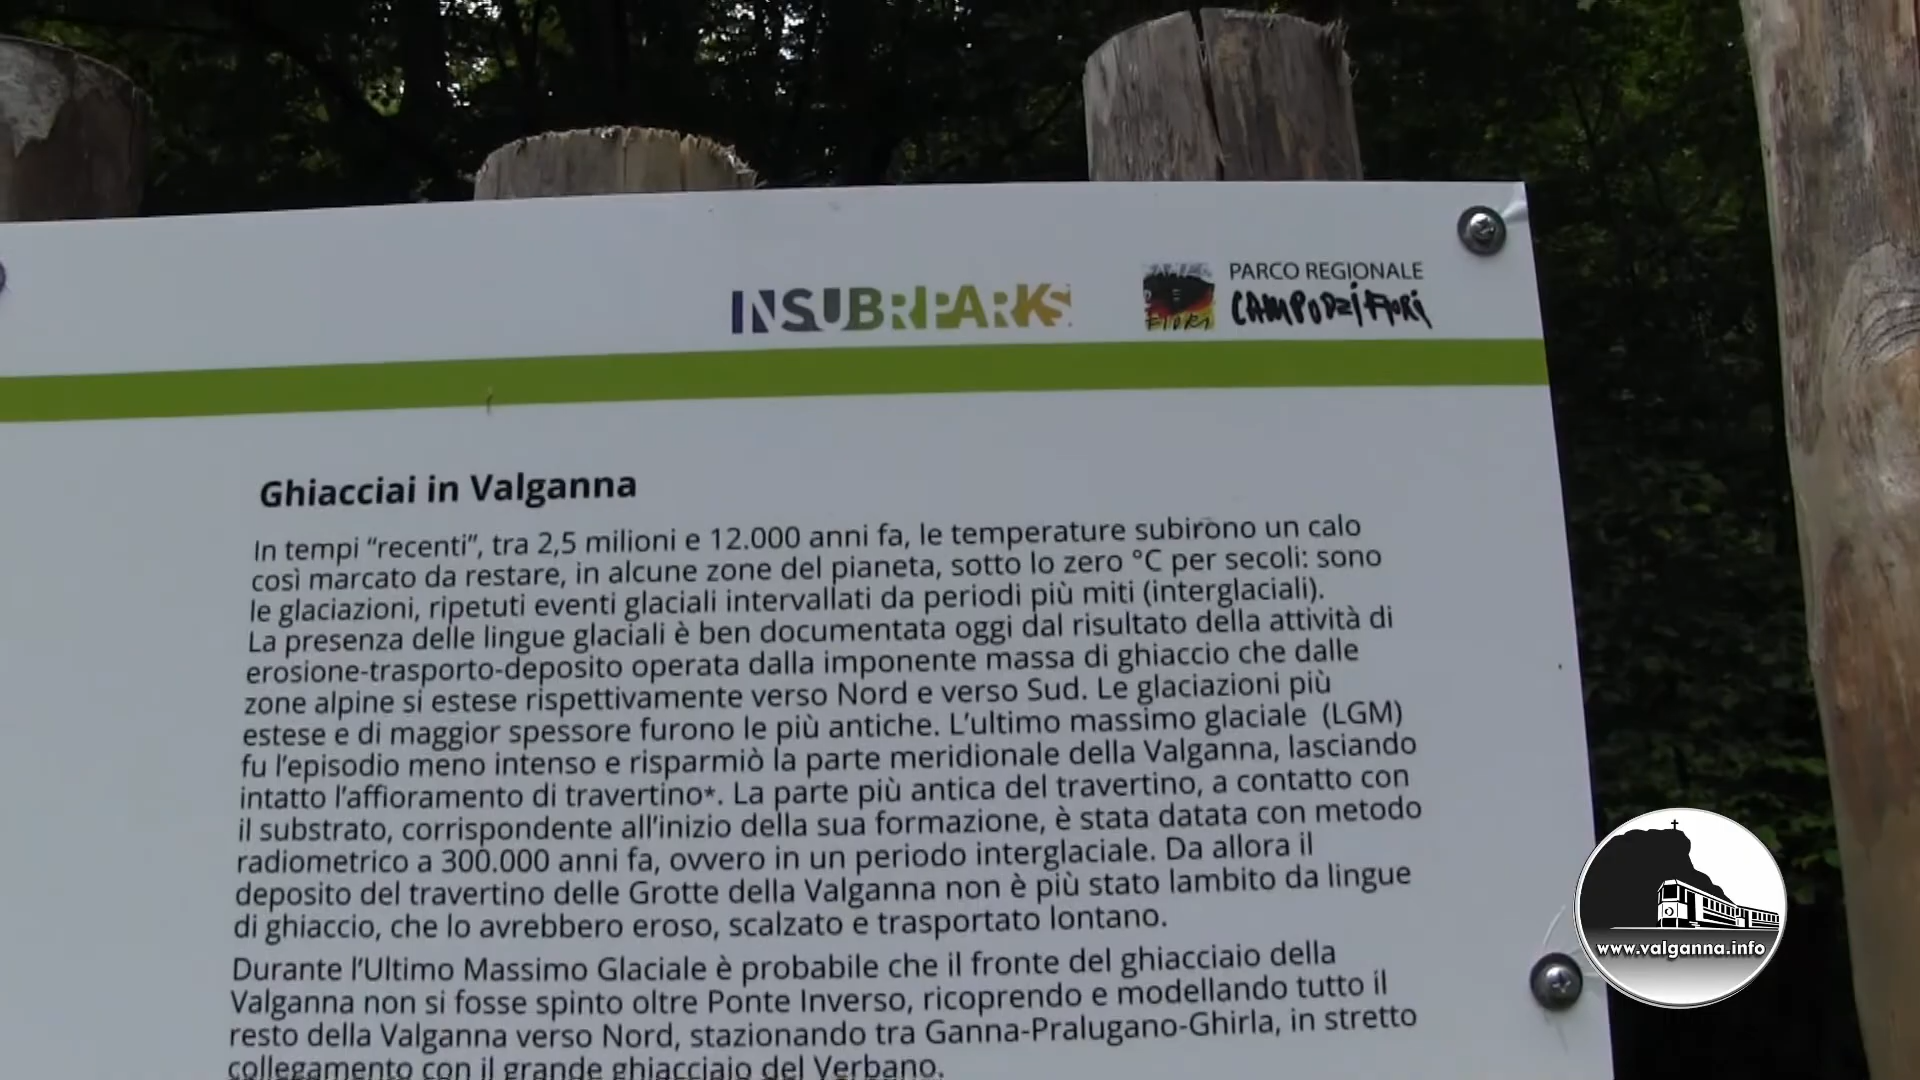 INSUBRIPARKS
PARCO REGIONALE
CAMPODEiFIORi
FIORI
Ghiacciai in Valganna
In tempi “recenti”, tra 2,5 milioni e 12.000 anni fa, le temperature subirono un calo
così marcato da restare, in alcune zone del pianeta, sotto lo zero °C per secoli: sono
le glaciazioni, ripetuti eventi glaciali intervallati da periodi più miti (interglaciali).
La presenza delle lingue glaciali è ben documentata oggi dal risultato della attività di
erosione-trasporto-deposito operata dalla imponente massa di ghiaccio che dalle
zone alpine si estese rispettivamente verso Nord e verso Sud. Le glaciazioni più
estese e di maggior spessore furono le più antiche. L’ultimo massimo glaciale (LGM)
fu l’episodio meno intenso e risparmiò la parte meridionale della Valganna, lasciando
intatto l’affioramento di travertino*. La parte più antica del travertino, a contatto con
il substrato, corrispondente all’inizio della sua formazione, è stata datata con metodo
radiometrico a 300.000 anni fa, ovvero in un periodo interglaciale. Da allora il
deposito del travertino delle Grotte della Valganna non è più stato lambito da lingue
di ghiaccio, che lo avrebbero eroso, scalzato e trasportato lontano.
Durante l’Ultimo Massimo Glaciale è probabile che il fronte del ghiacciaio della
Valganna non si fosse spinto oltre Ponte Inverso, ricoprendo e modellando tutto il
resto della Valganna verso Nord, stazionando tra Ganna-Pralugano-Ghirla, in stretto
collegamento con il grande ghiacciaio del Verbano.
www.valganna.info